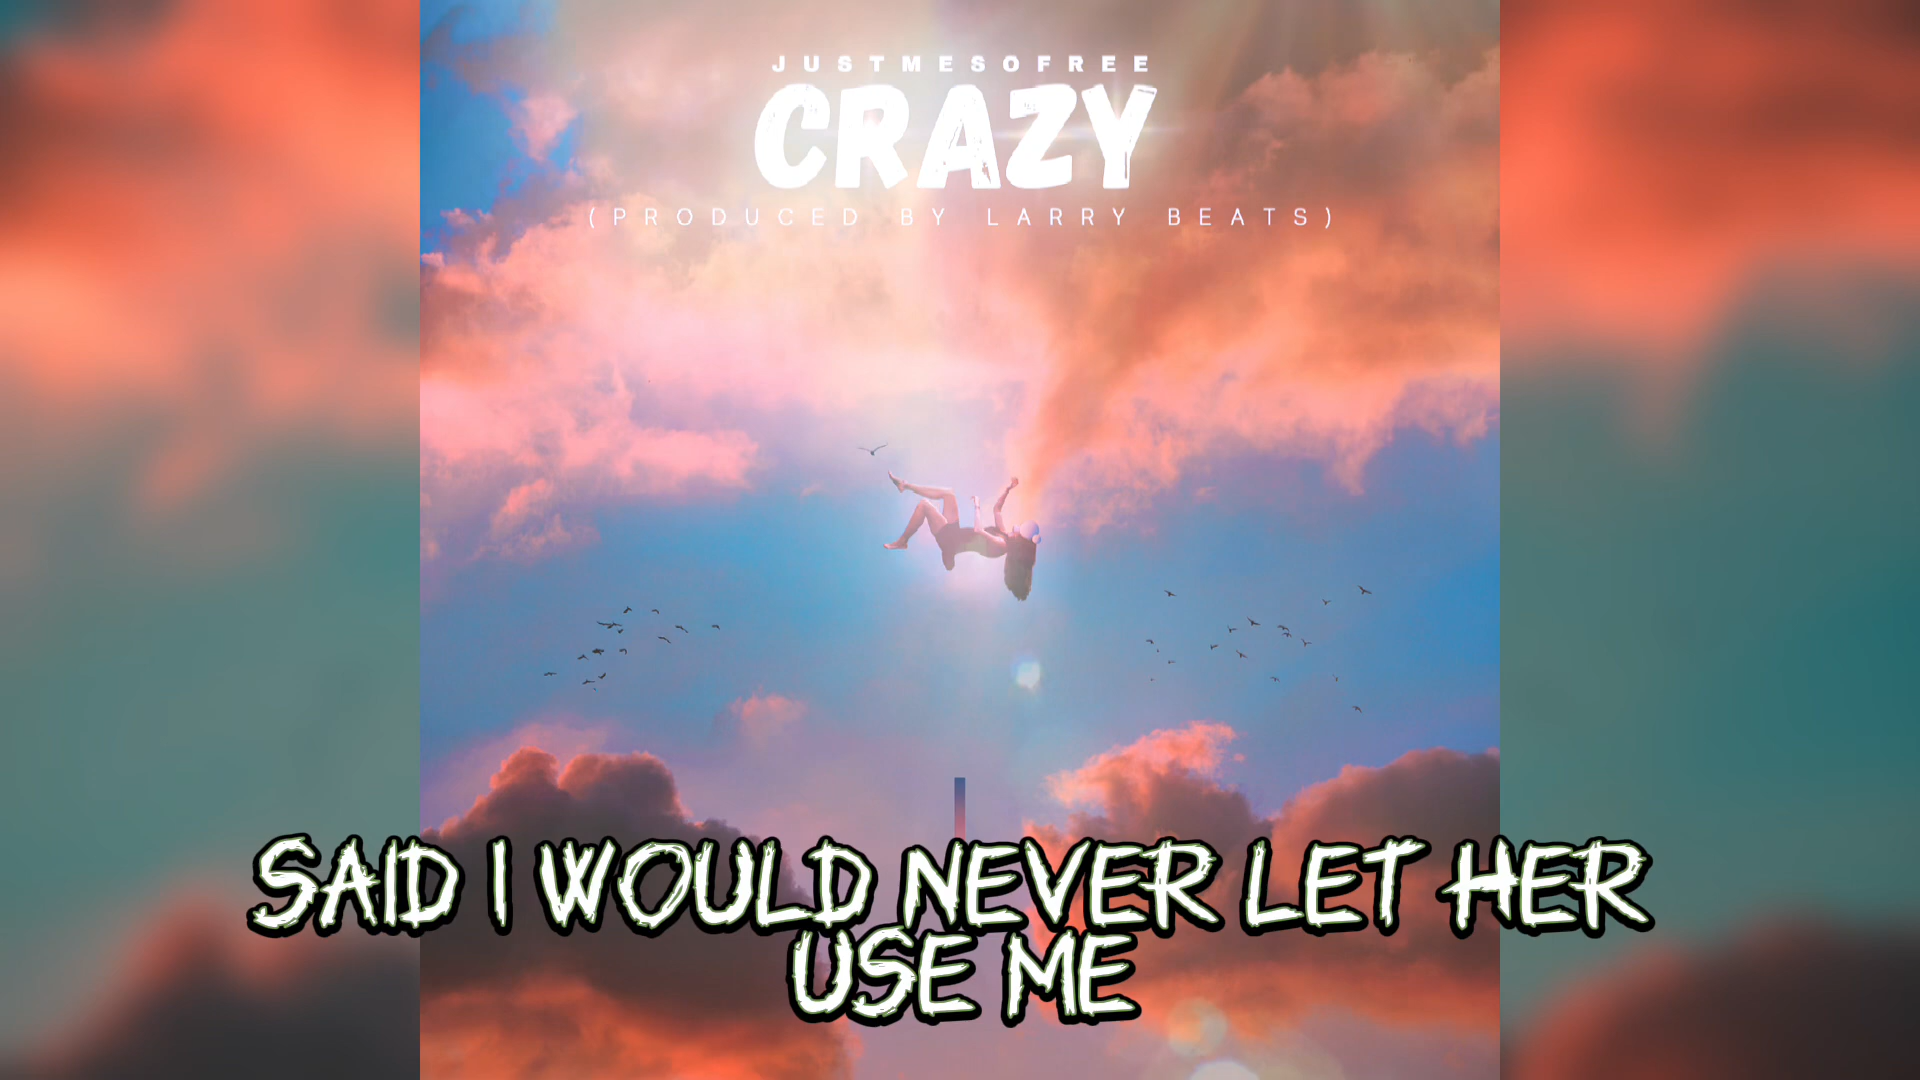 JUSTMESOFREE
CRAZY
(PRODUCED BY LARRY BEATS)
SAID I WOULD NEVER LET HER
USE ME